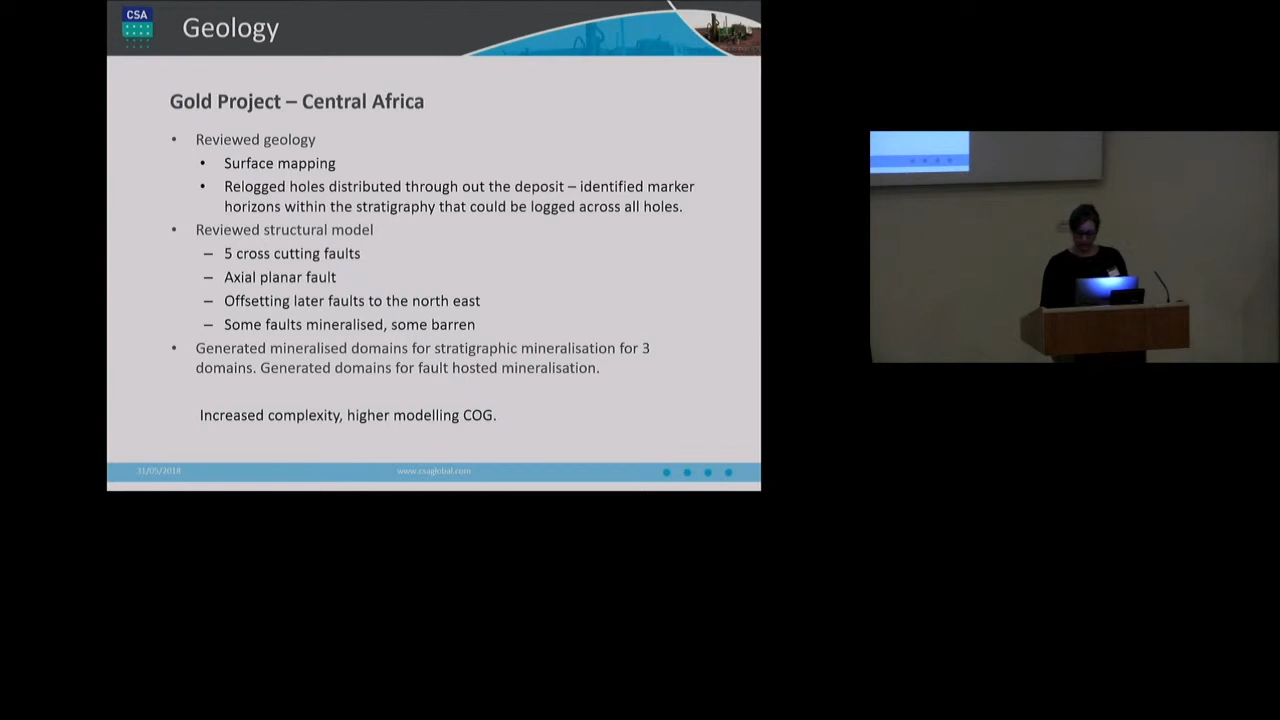 CSA
Geology
Gold Project – Central Africa
• Reviewed geology
• Surface mapping
• Relogged holes distributed through out the deposit – identified marker
horizons within the stratigraphy that could be logged across all holes.
• Reviewed structural model
– 5 cross cutting faults
– Axial planar fault
– Offsetting later faults to the north east
– Some faults mineralised, some barren
• Generated mineralised domains for stratigraphic mineralisation for 3
domains. Generated domains for fault hosted mineralisation.
Increased complexity, higher modelling COG.
31/05/2018
www.csaglobal.com